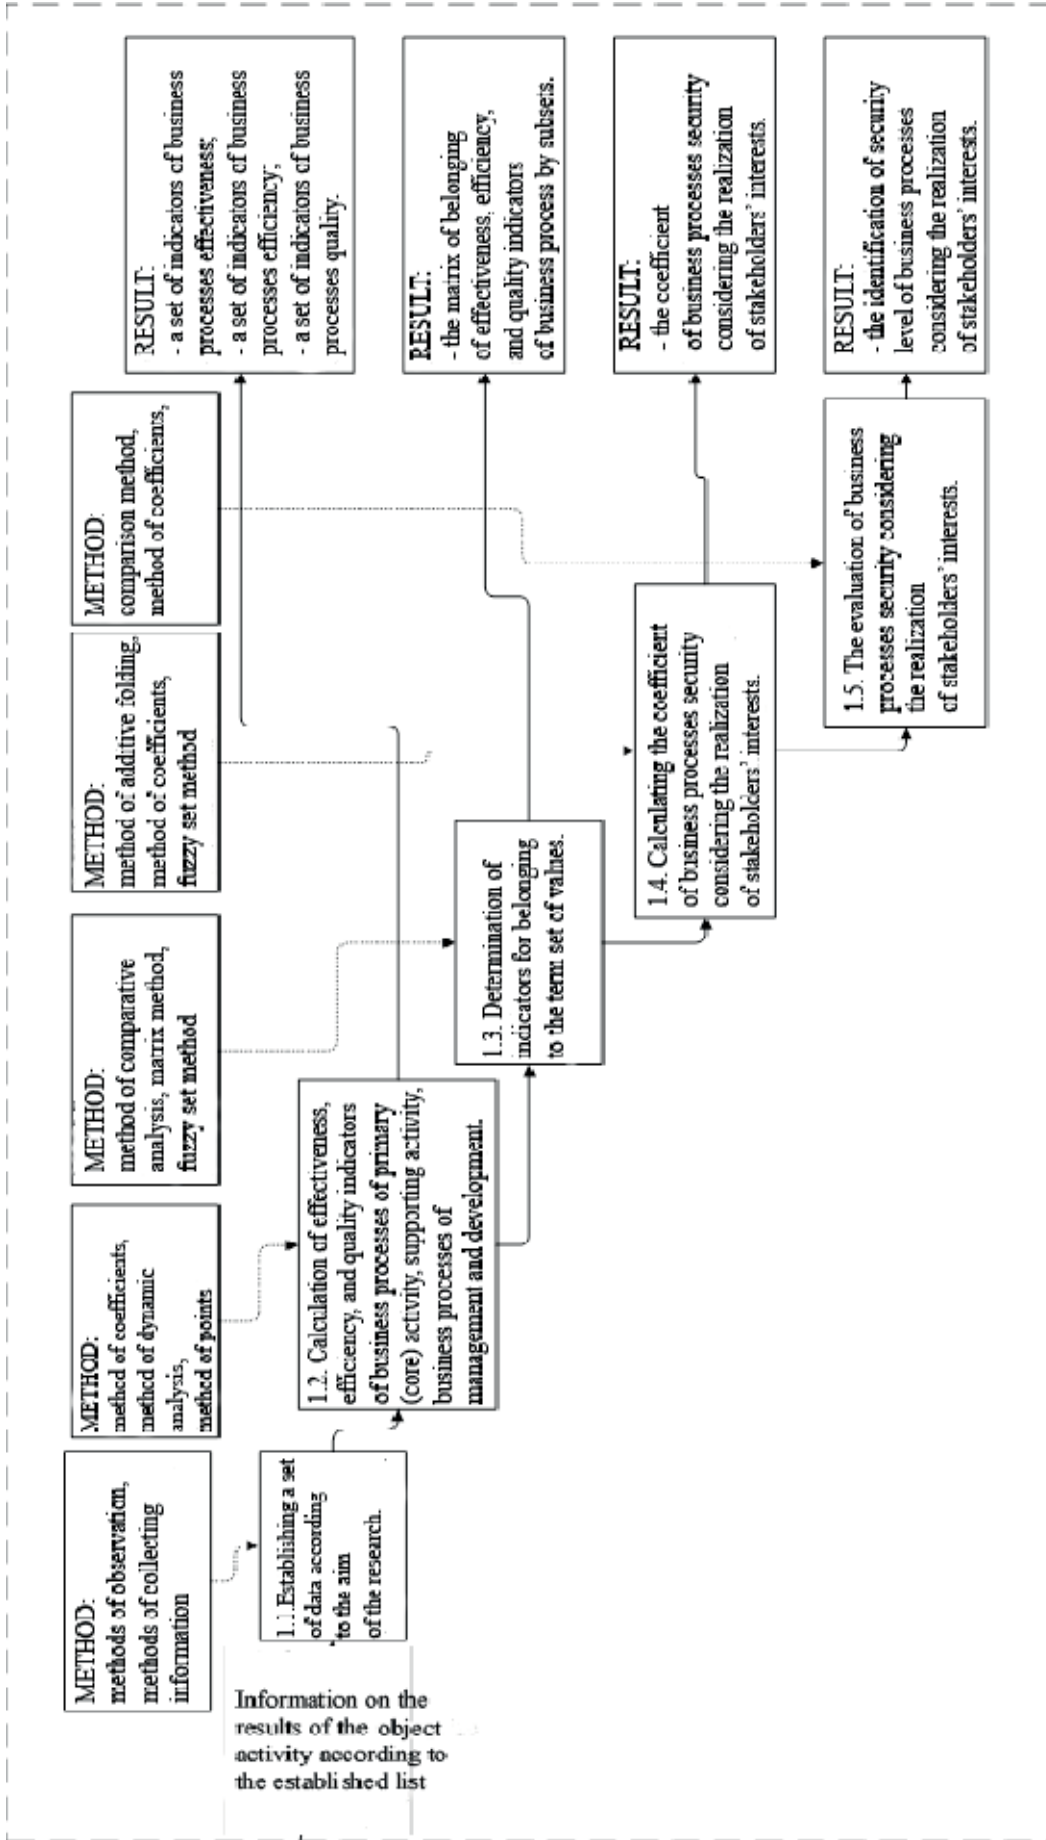 METHOD:
methods of observation,
methods of collecting
information
METHOD:
method of coefficients,
method of dynamic
analysis,
method of points
METHOD:
method of comparative
analysis, matrix method,
fuzzy set method
METHOD:
method of additive folding,
method of coefficients,
fuzzy set method
METHOD:
comparison method,
method of coefficients,
Information on the
results of the object
activity according to
the established list
1.1.Establishing a set
of data according
to the aim
of the research.
1.2. Calculation of effectiveness,
efficiency, and quality indicators
of business processes of primary
(core) activity, supporting activity,
business processes of
management and development.
1.3. Determination of
indicators for belonging
to the term set of values.
1.4. Calculating the coefficient
of business processes security
considering the realization
of stakeholders' interests.
1.5. The evaluation of business
processes security considering
the realization
of stakeholders' interests.
RESULT:
- a set of indicators of business
processes effectiveness;
- a set of indicators of business
processes efficiency;
- a set of indicators of business
processes quality.
RESULT:
- the matrix of belonging
of effectiveness, efficiency,
and quality indicators
of business process by subsets.
RESULT:
- the coefficient
of business processes security
considering the realization
of stakeholders' interests.
RESULT:
- the identification of security
level of business processes
considering the realization
of stakeholders' interests.